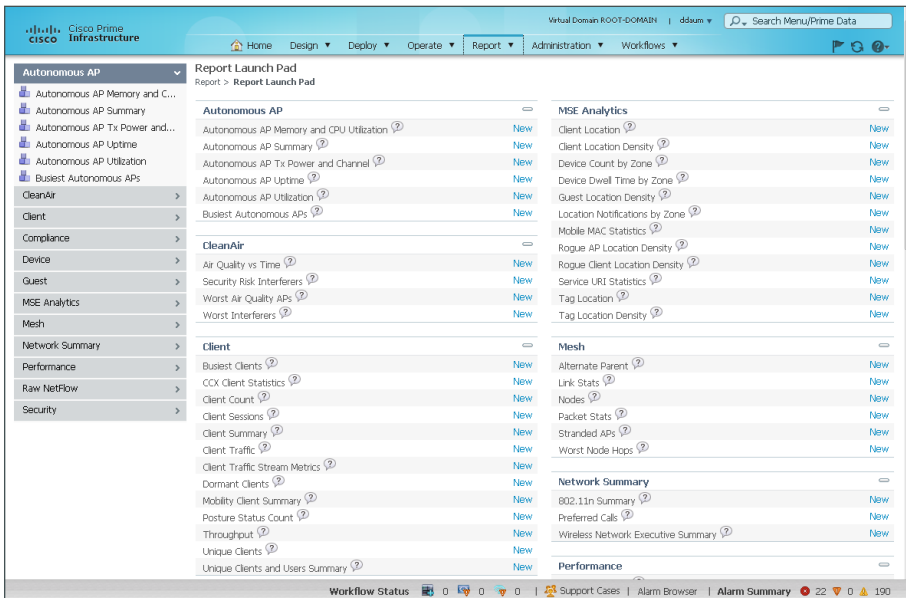 Virtual Domain ROOT-DOMAIN | ddaum ▼
Search Menu/Prime Data
cisco
Cisco Prime
Infrastructure
Home Design ▼ Deploy ▼ Operate ▼ Report ▼ Administration ▼ Workflows ▼
Autonomous AP
Autonomous AP Memory and C...
Autonomous AP Summary
Autonomous AP Tx Power and...
Autonomous AP Uptime
Autonomous AP Utilization
Busiest Autonomous APs
CleanAir
Client
Compliance
Device
Guest
MSE Analytics
Mesh
Network Summary
Performance
Raw NetFlow
Security
Report Launch Pad
Report > Report Launch Pad
Autonomous AP
Autonomous AP Memory and CPU Utilization ? New
Autonomous AP Summary ? New
Autonomous AP Tx Power and Channel ? New
Autonomous AP Uptime ? New
Autonomous AP Utilization ? New
Busiest Autonomous APs ? New
CleanAir
Air Quality vs Time ? New
Security Risk Interferers ? New
Worst Air Quality APs ? New
Worst Interferers ? New
Client
Busiest Clients ? New
CCX Client Statistics ? New
Client Count ? New
Client Sessions ? New
Client Summary ? New
Client Traffic ? New
Client Traffic Stream Metrics ? New
Dormant Clients ? New
Mobility Client Summary ? New
Posture Status Count ? New
Throughput ? New
Unique Clients ? New
Unique Clients and Users Summary ? New
MSE Analytics
Client Location ? New
Client Location Density ? New
Device Count by Zone ? New
Device Dwell Time by Zone ? New
Guest Location Density ? New
Location Notifications by Zone ? New
Mobile MAC Statistics ? New
Rogue AP Location Density ? New
Rogue Client Location Density ? New
Service URI Statistics ? New
Tag Location ? New
Tag Location Density ? New
Mesh
Alternate Parent ? New
Link Stats ? New
Nodes ? New
Packet Stats ? New
Stranded APs ? New
Worst Node Hops ? New
Network Summary
802.11n Summary ? New
Preferred Calls ? New
Wireless Network Executive Summary ? New
Performance
Workflow Status 0 0 0 | Support Cases | Alarm Browser | Alarm Summary 22 0 190